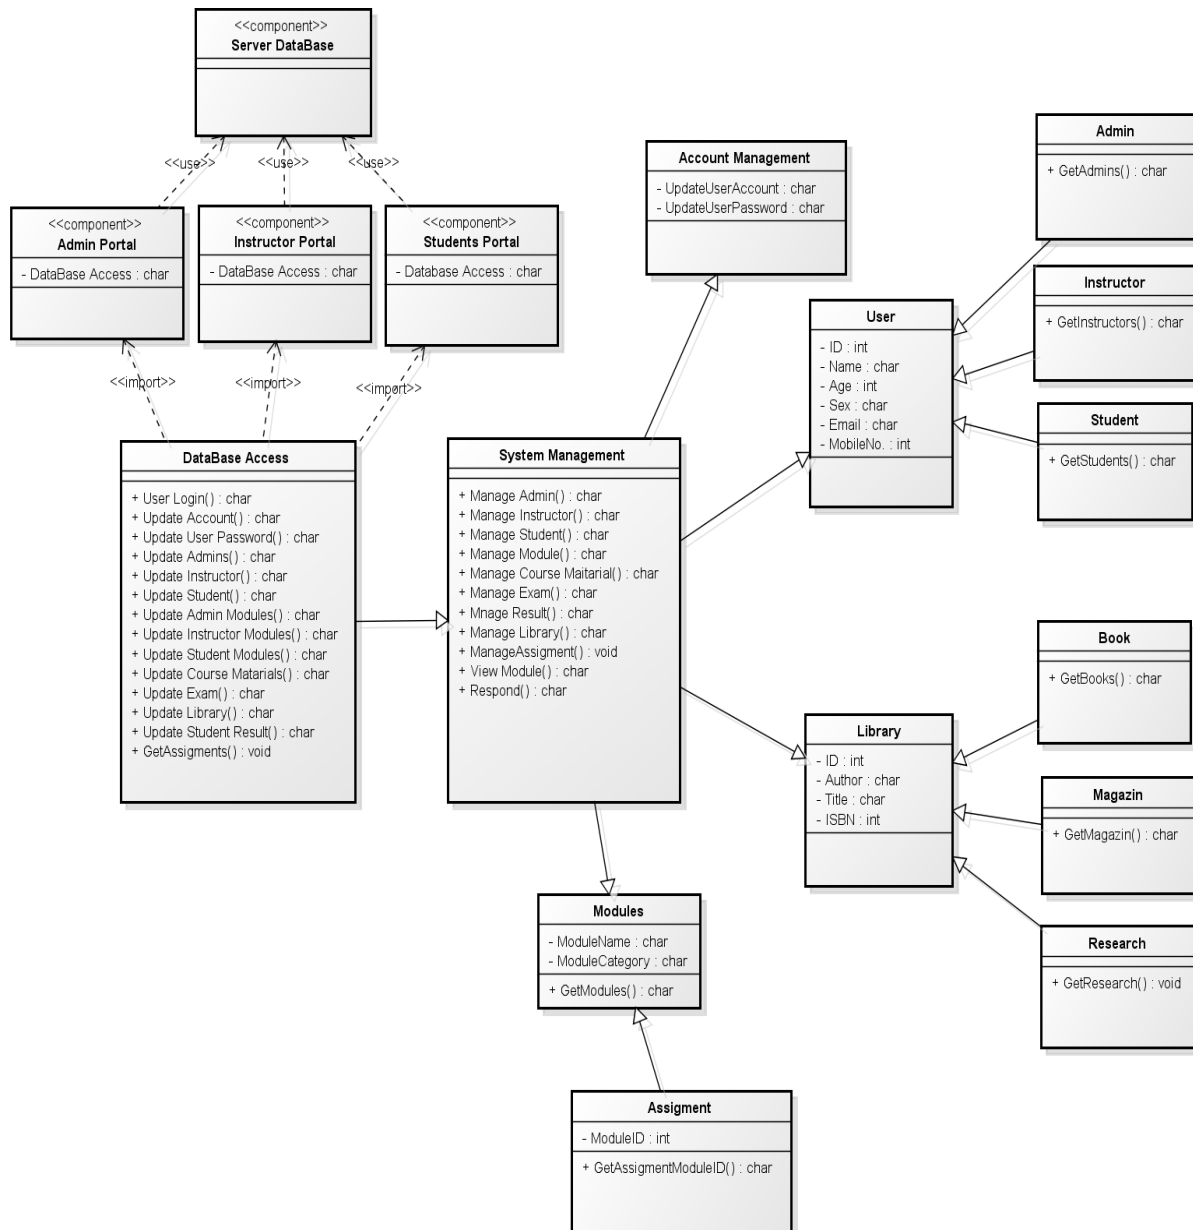 <<component>>
Server DataBase
<<use>>
<<use>>
<<use>>
<<component>>
Admin Portal
- DataBase Access : char
<<component>>
Instructor Portal
- DataBase Access : char
<<component>>
Students Portal
- Database Access : char
<<import>>
<<import>>
<<import>>
DataBase Access
+ User Login() : char
+ Update Account() : char
+ Update User Password() : char
+ Update Admins() : char
+ Update Instructor() : char
+ Update Student() : char
+ Update Admin Modules() : char
+ Update Instructor Modules() : char
+ Update Student Modules() : char
+ Update Course Matarials() : char
+ Update Exam() : char
+ Update Library() : char
+ Update Student Result() : char
+ GetAssigments() : void
System Management
+ Manage Admin() : char
+ Manage Instructor() : char
+ Manage Student() : char
+ Manage Module() : char
+ Manage Course Maitarial() : char
+ Manage Exam() : char
+ Mnage Result() : char
+ Manage Library() : char
+ ManageAssigment() : void
+ View Module() : char
+ Respond() : char
Account Management
- UpdateUserAccount : char
- UpdateUserPassword : char
User
- ID : int
- Name : char
- Age : int
- Sex : char
- Email : char
- MobileNo. : int
Admin
+ GetAdmins() : char
Instructor
+ GetInstructors() : char
Student
+ GetStudents() : char
Library
- ID : int
- Author : char
- Title : char
- ISBN : int
Book
+ GetBooks() : char
Magazin
+ GetMagazin() : char
Research
+ GetResearch() : void
Modules
- ModuleName : char
- ModuleCategory : char
+ GetModules() : char
Assigment
- ModuleID : int
+ GetAssigmentModuleID() : char